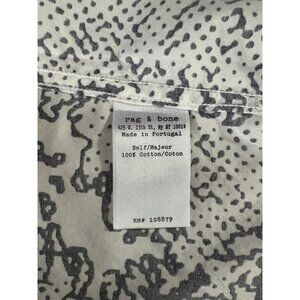 rag & bone
425 W. 13th St, Ny NY 10014
Made in Portugal
Self/Majeur
100% Cotton/Coton
RN# 108879